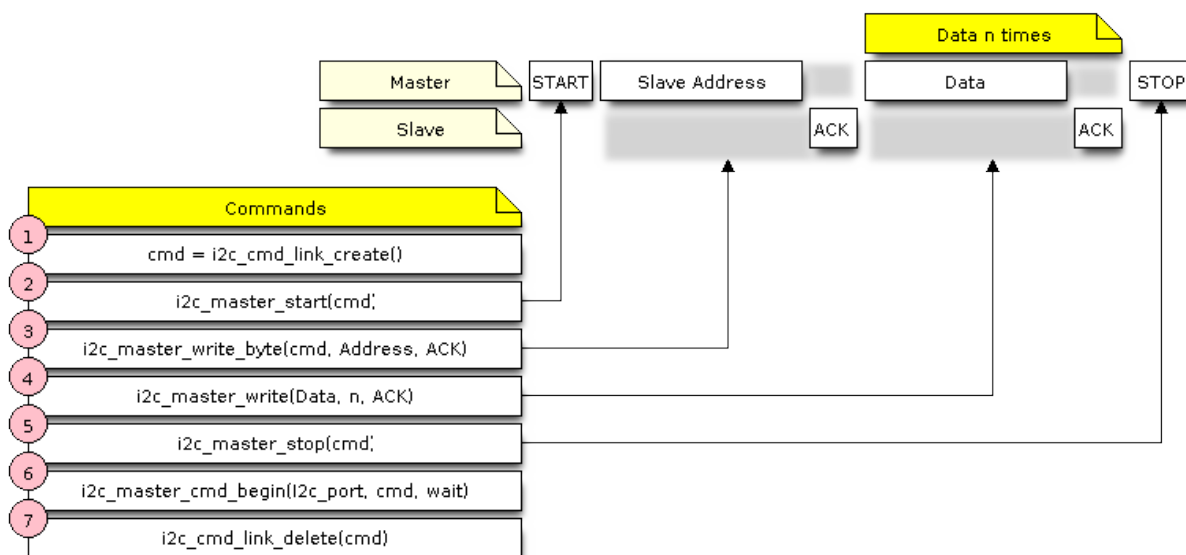 Data n times
Master START Slave Address Data STOP
Slave ACK ACK
Commands
1
cmd = i2c_cmd_link_create()
2
i2c_master_start(cmd)
3
i2c_master_write_byte(cmd, Address, ACK)
4
i2c_master_write(Data, n, ACK)
5
i2c_master_stop(cmd)
6
i2c_master_cmd_begin(I2c_port, cmd, wait)
7
i2c_cmd_link_delete(cmd)